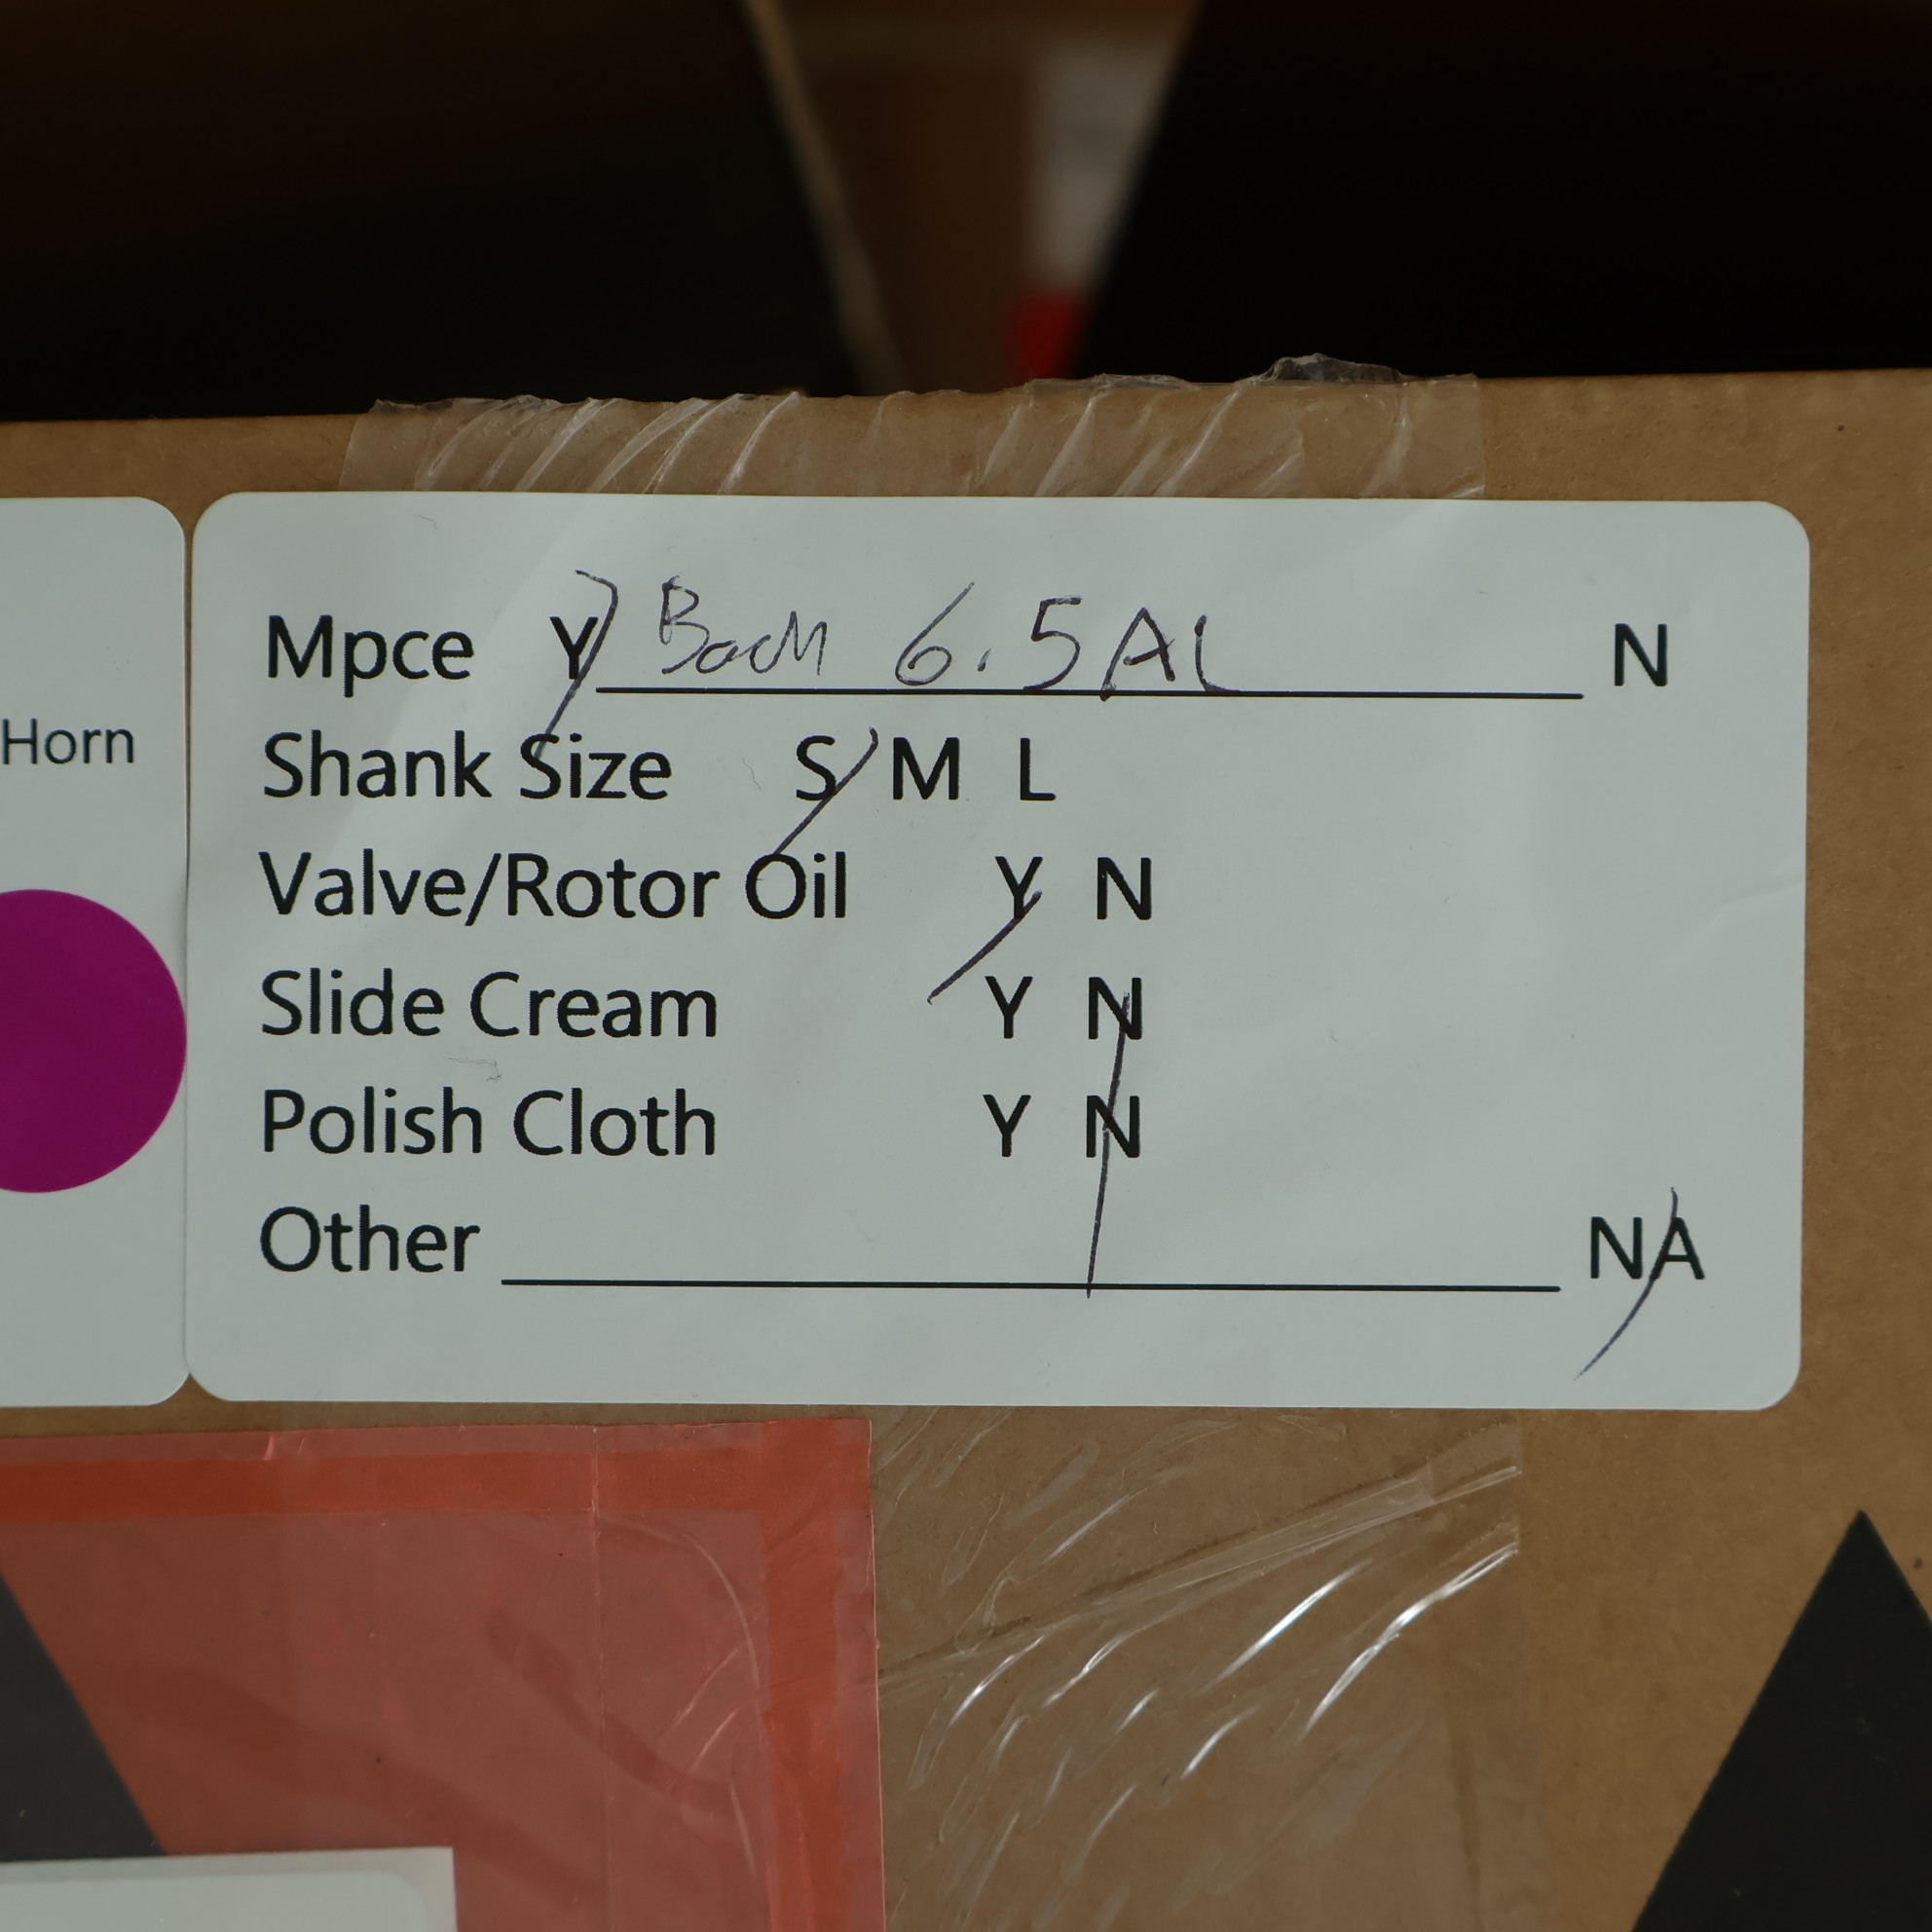 Horn
Mpce Y Bach 6.5AL N
Shank Size S M L
Valve/Rotor Oil Y N
Slide Cream Y N
Polish Cloth Y N
Other NA